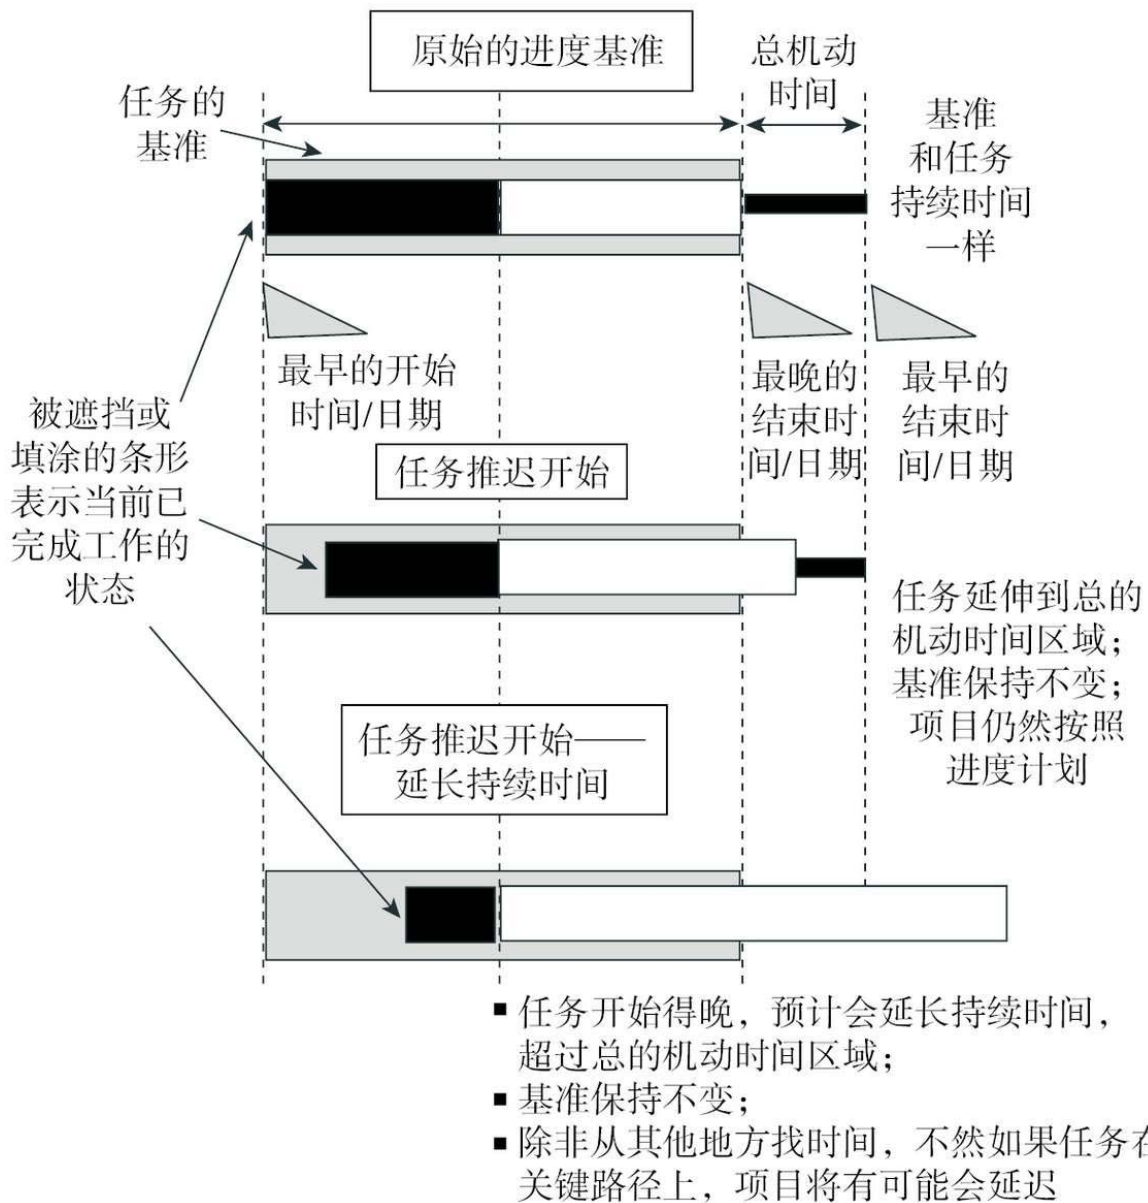 原始的进度基准
总机动
时间
任务的
基准
基准
和任务
持续时间
一样
最早的开始
时间/日期
最晚的
结束时
间/日期
最早的
结束时
间/日期
被遮挡或
填涂的条形
表示当前已
完成工作的
状态
任务推迟开始
任务延伸到总的
机动时间区域；
基准保持不变；
项目仍然按照
进度计划
任务推迟开始——
延长持续时间
▪ 任务开始得晚，预计会延长持续时间，
超过总的机动时间区域；
▪ 基准保持不变；
▪ 除非从其他地方找时间，不然如果任务在
关键路径上，项目将有可能会延迟